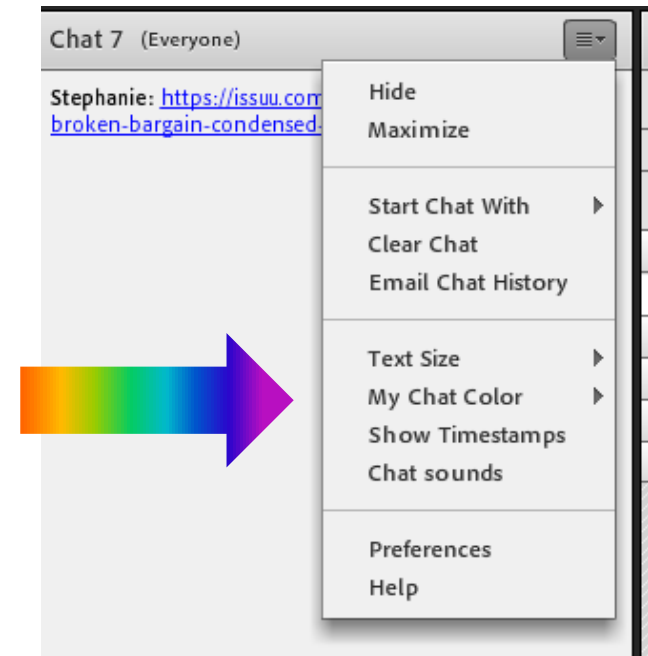 Chat 7 (Everyone)
Stephanie: https://issuu.com
broken-bargain-condensed-
Hide
Maximize
Start Chat With
Clear Chat
Email Chat History
Text Size
My Chat Color
Show Timestamps
Chat sounds
Preferences
Help